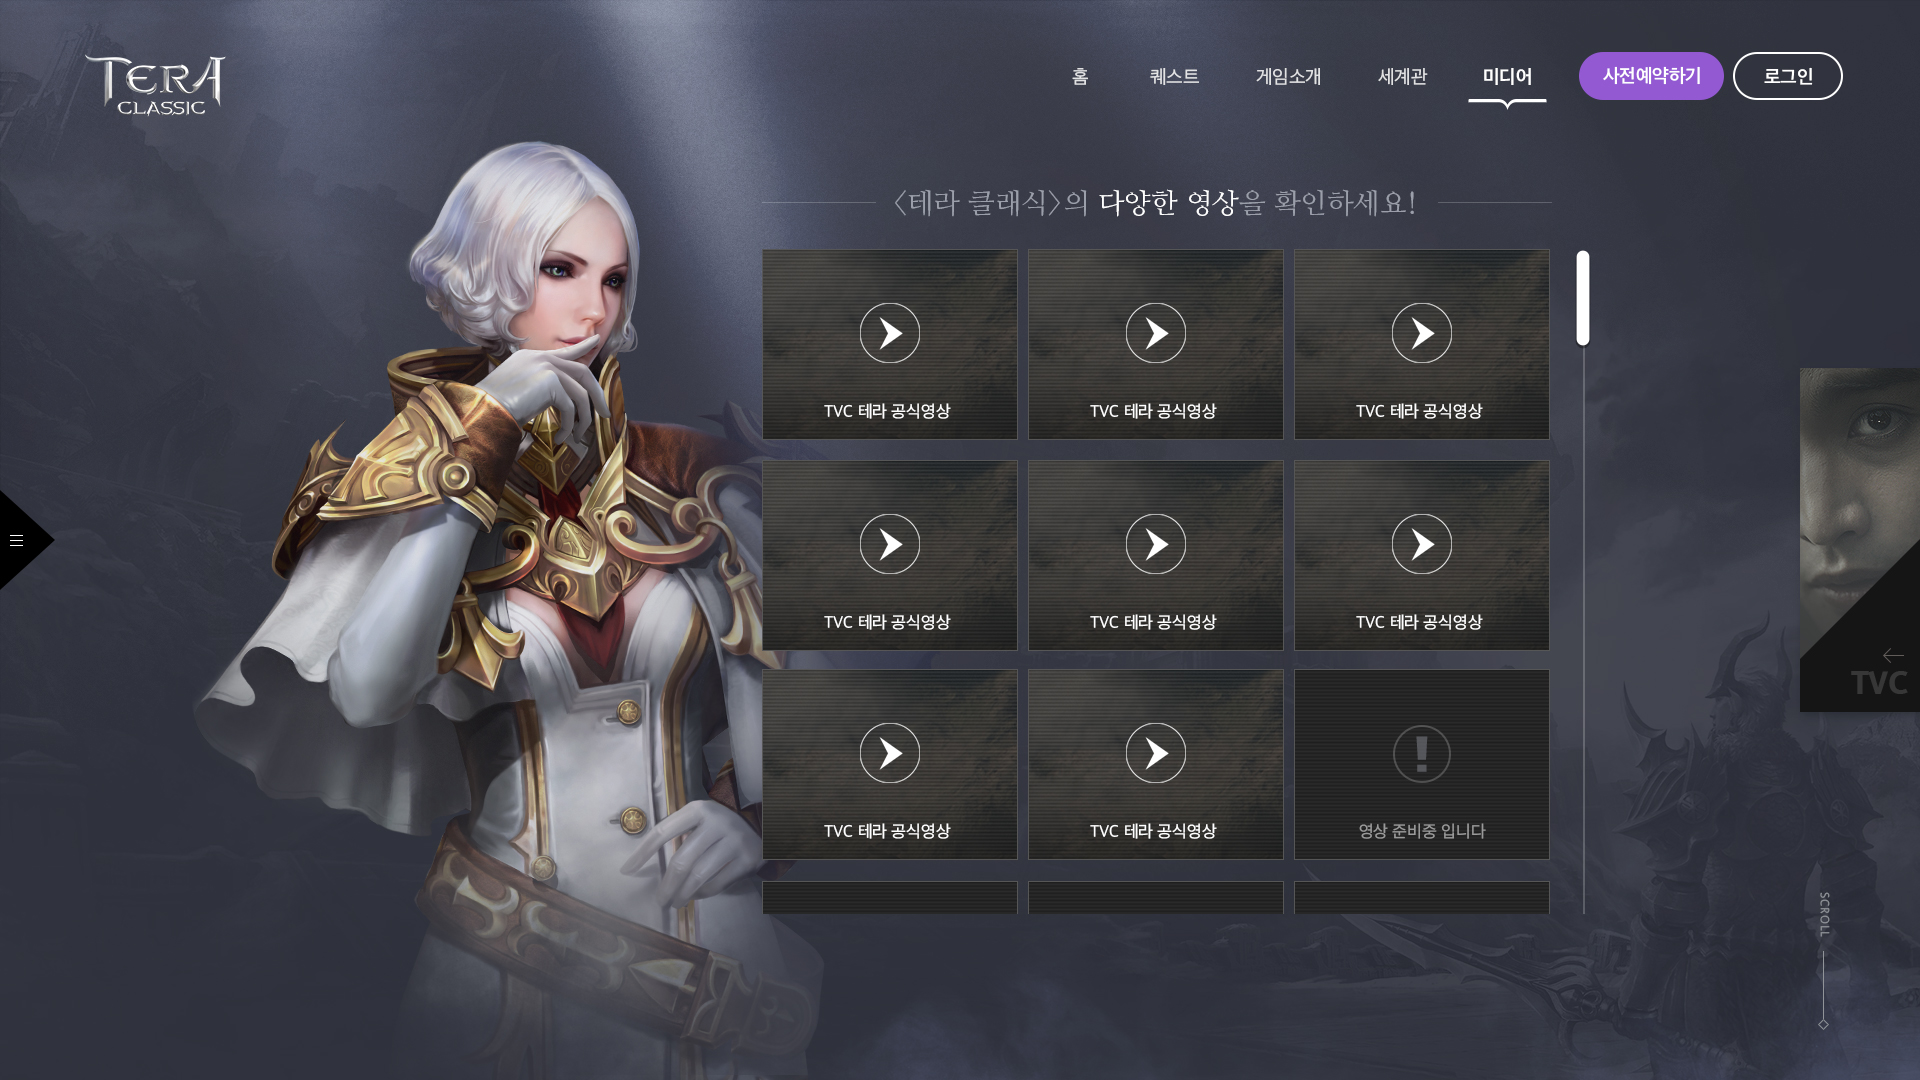 TERA
CLASSIC
홈 퀘스트 게임소개 세계관 미디어 사전예약하기 로그인
〈테라 클래식〉의 다양한 영상을 확인하세요!
TVC 테라 공식영상 TVC 테라 공식영상 TVC 테라 공식영상
TVC 테라 공식영상 TVC 테라 공식영상 TVC 테라 공식영상
TVC
TVC 테라 공식영상 TVC 테라 공식영상 영상 준비중 입니다
SCROLL